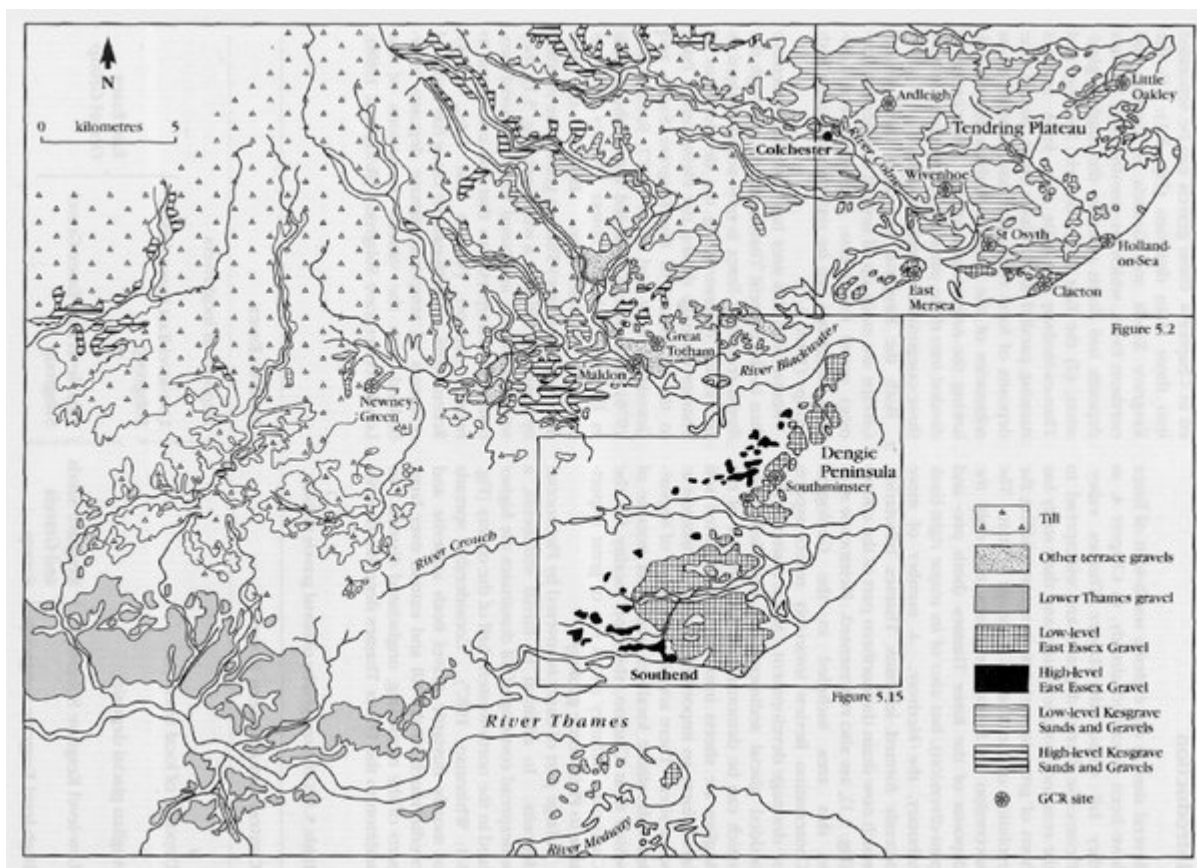 N
0 kilometres 5
Ardleigh
Little
Oakley
Tendring Plateau
Colchester
River Colne
Wivenhoe
St Osyth
Holland-
on-Sea
East
Mersea
Clacton
Figure 5.2
Great
Totham
Maldon
River Blackwater
Newney
Green
Dengie
Peninsula
Southminster
River Crouch
Southend
Figure 5.15
River Thames
River Medway
Till
Other terrace gravels
Lower Thames gravel
Low-level
East Essex Gravel
High-level
East Essex Gravel
Low-level Kesgrave
Sands and Gravels
High-level Kesgrave
Sands and Gravels
GCR site